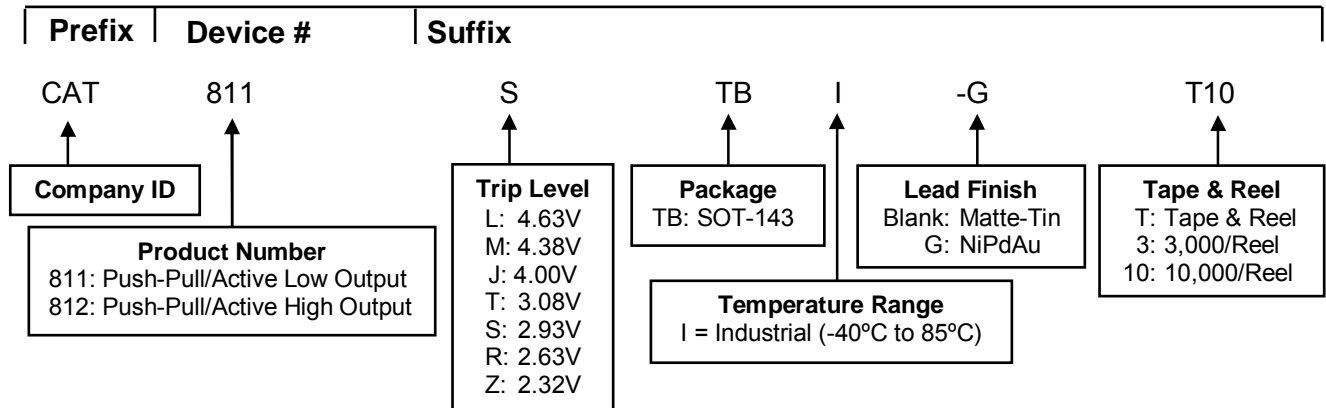 Prefix Device # Suffix
CAT 811 S TB I -G T10
Company ID
Product Number
811: Push-Pull/Active Low Output
812: Push-Pull/Active High Output
Trip Level
L: 4.63V
M: 4.38V
J: 4.00V
T: 3.08V
S: 2.93V
R: 2.63V
Z: 2.32V
Package
TB: SOT-143
Temperature Range
I = Industrial (-40ºC to 85ºC)
Lead Finish
Blank: Matte-Tin
G: NiPdAu
Tape & Reel
T: Tape & Reel
3: 3,000/Reel
10: 10,000/Reel